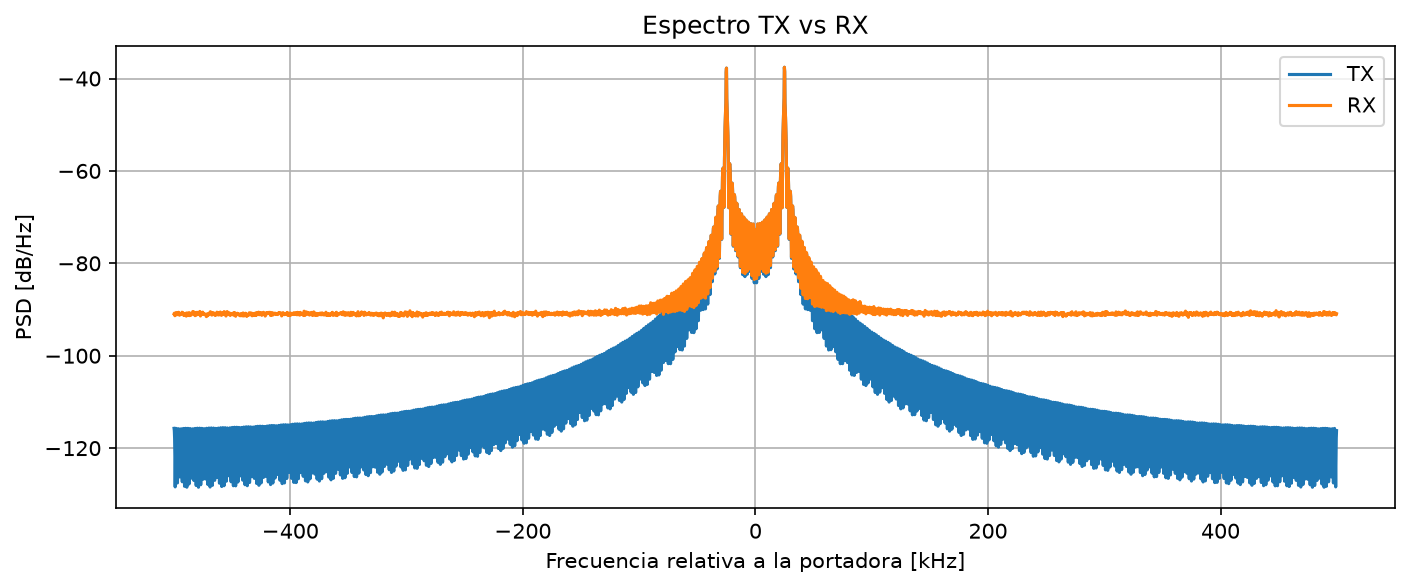 Espectro TX vs RX
TX
RX
PSD [dB/Hz]
−40
−60
−80
−100
−120
−400
−200
0
200
400
Frecuencia relativa a la portadora [kHz]